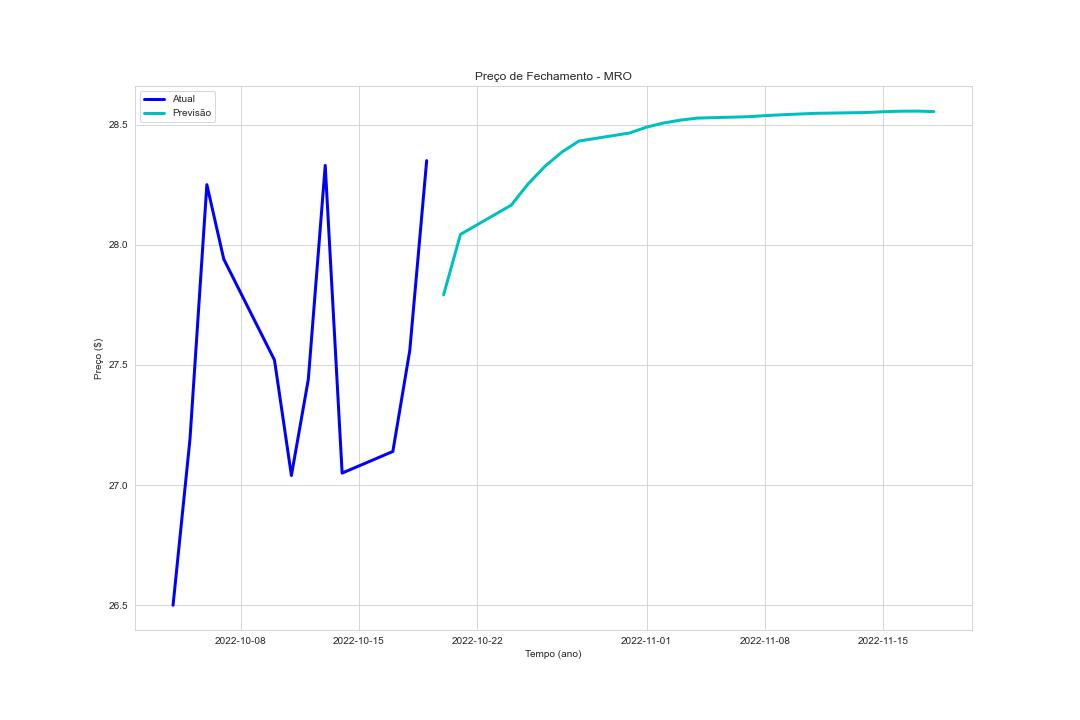 Preço de Fechamento - MRO
Atual
Previsão
28.5
28.0
27.5
27.0
26.5
Preço ($)
2022-10-08 2022-10-15 2022-10-22 2022-11-01 2022-11-08 2022-11-15
Tempo (ano)